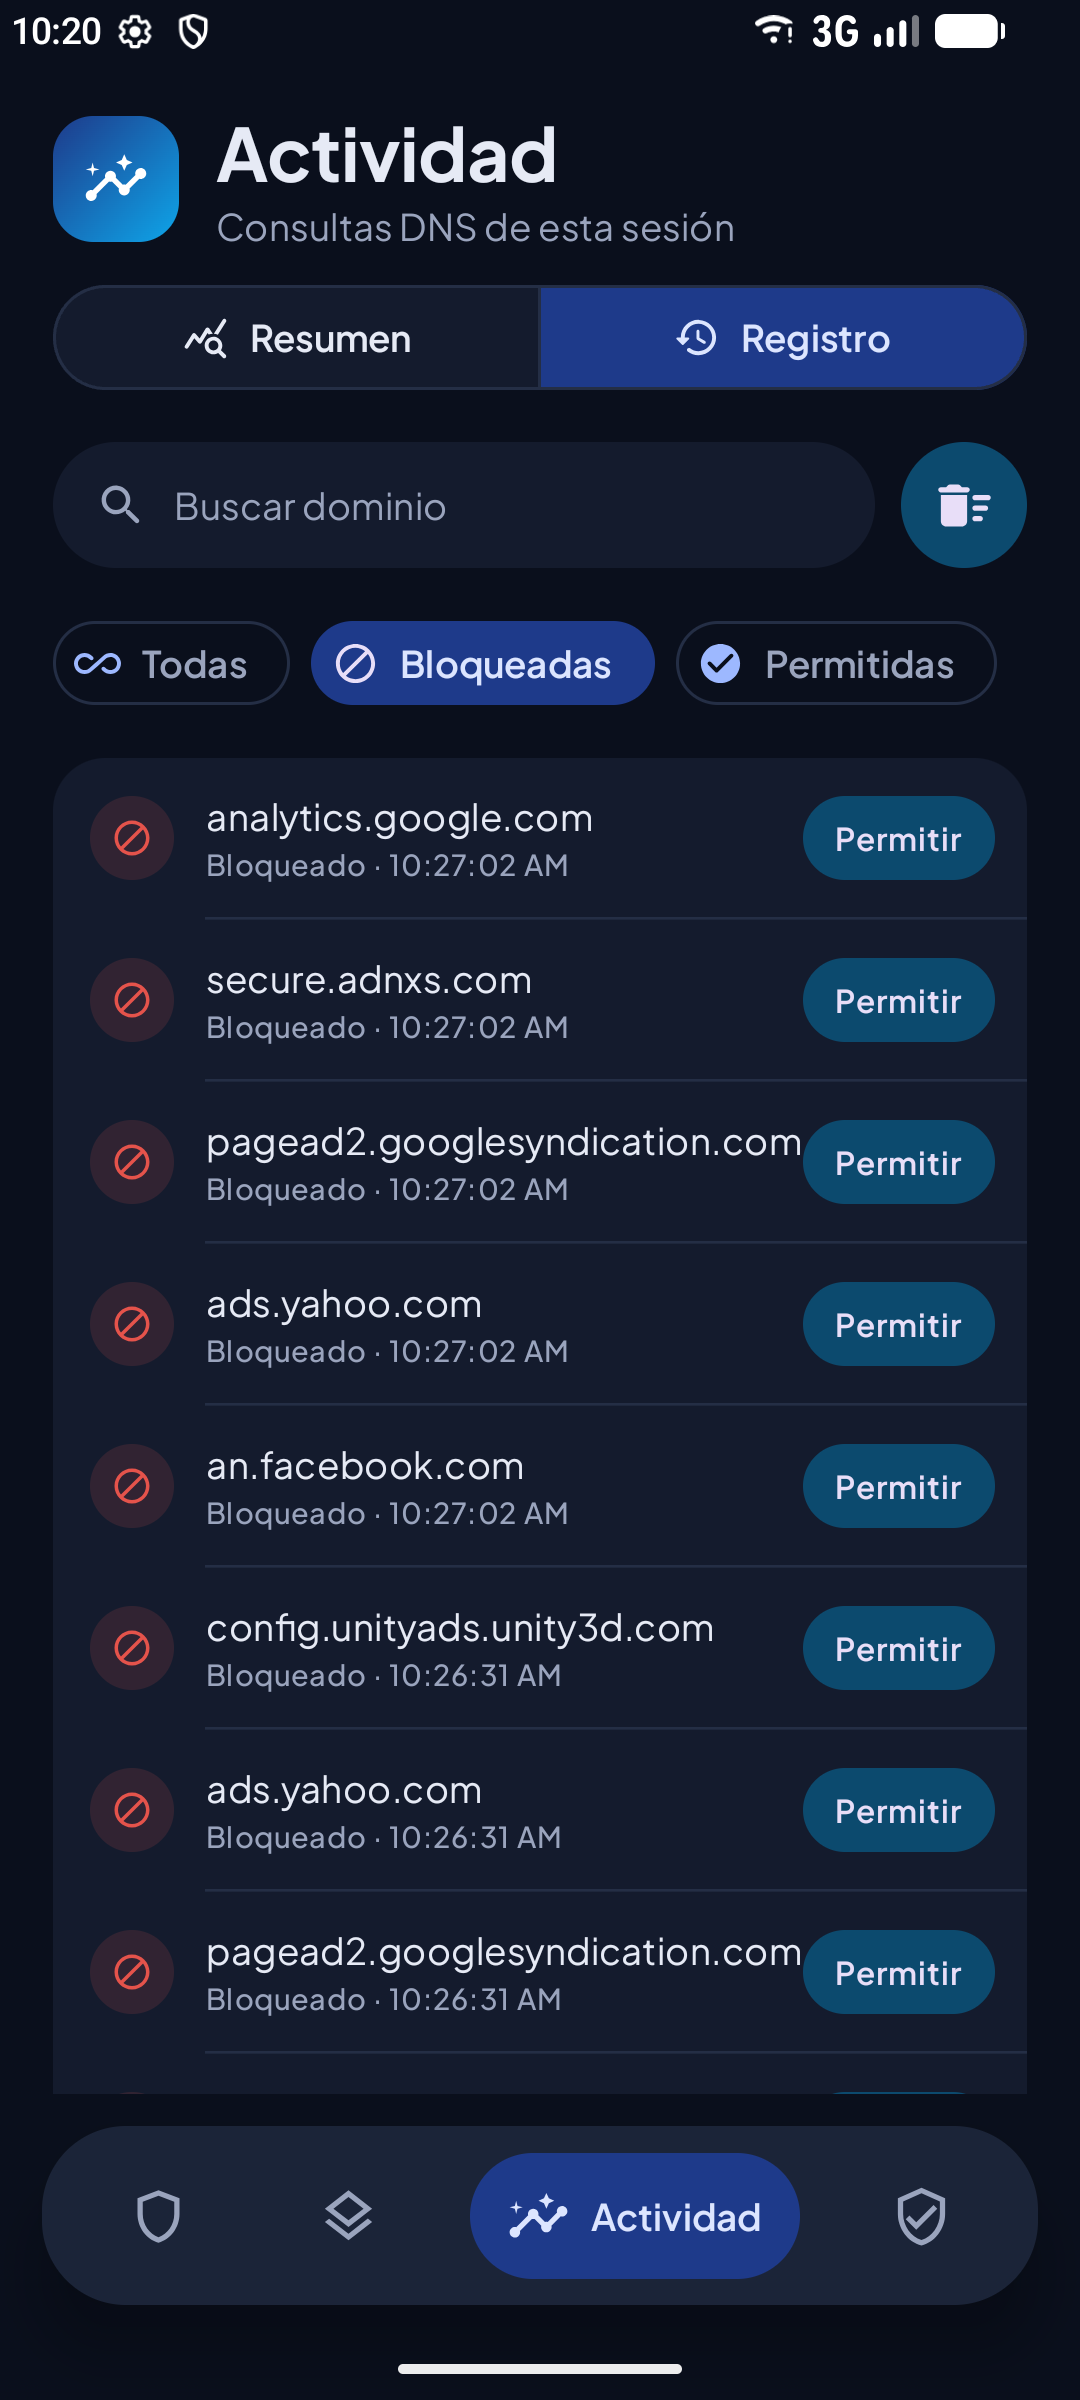 10:20
3G
Actividad
Consultas DNS de esta sesión
Resumen
Registro
Buscar dominio
Todas
Bloqueadas
Permitidas
analytics.google.com
Bloqueado · 10:27:02 AM
Permitir
secure.adnxs.com
Bloqueado · 10:27:02 AM
Permitir
pagead2.googlesyndication.com
Bloqueado · 10:27:02 AM
Permitir
ads.yahoo.com
Bloqueado · 10:27:02 AM
Permitir
an.facebook.com
Bloqueado · 10:27:02 AM
Permitir
config.unityads.unity3d.com
Bloqueado · 10:26:31 AM
Permitir
ads.yahoo.com
Bloqueado · 10:26:31 AM
Permitir
pagead2.googlesyndication.com
Bloqueado · 10:26:31 AM
Permitir
Actividad